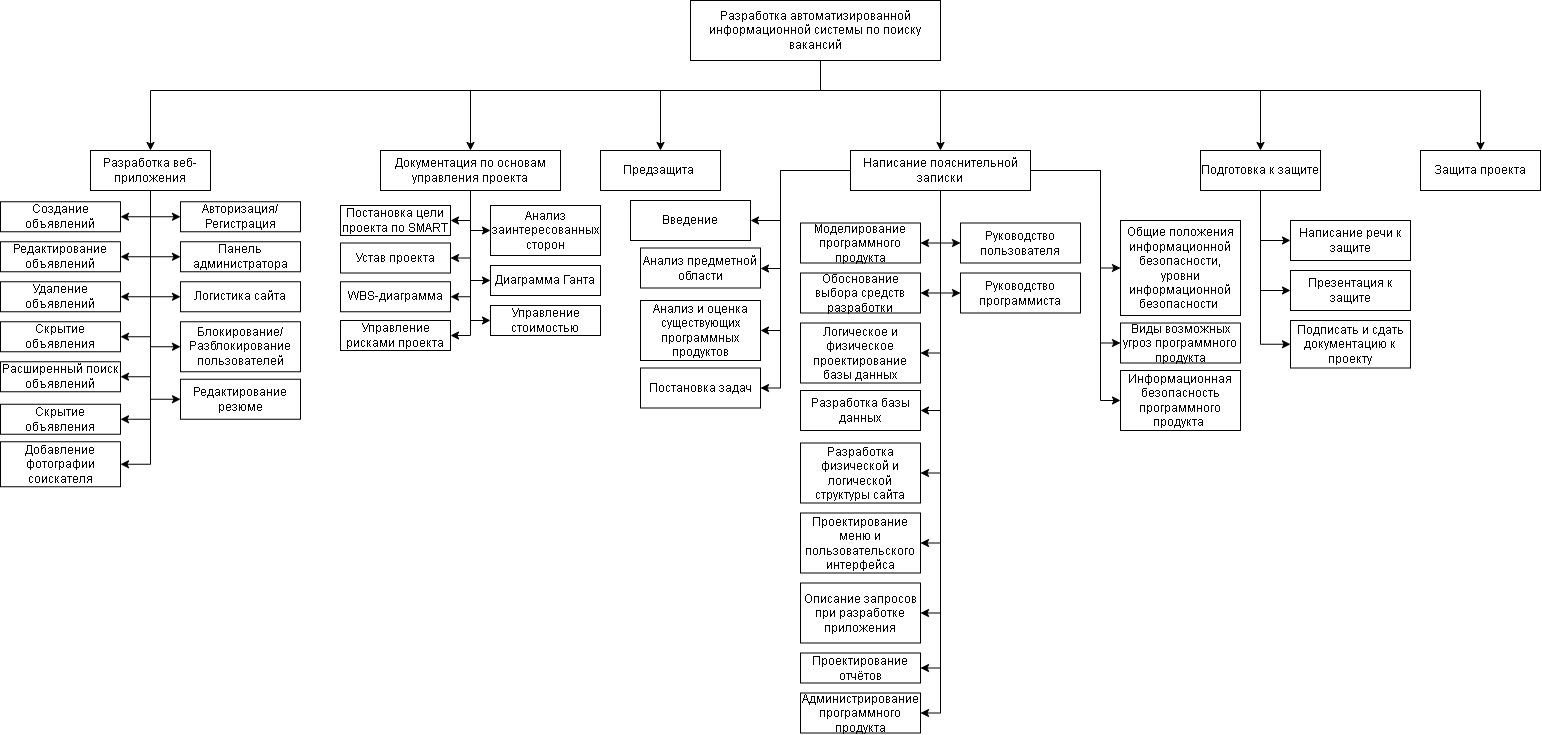 Разработка автоматизированной
информационной системы по поиску
вакансий
Разработка веб-
приложения
Документация по основам
управления проекта
Предзащита
Написание пояснительной
записки
Подготовка к защите
Защита проекта
Создание
объявлений
Авторизация/
Регистрация
Редактирование
объявлений
Панель
администратора
Удаление
объявлений
Логистика сайта
Скрытие
объявления
Блокирование/
Разблокирование
пользователей
Расширенный поиск
объявлений
Редактирование
резюме
Скрытие
объявления
Добавление
фотографии
соискателя
Постановка цели
проекта по SMART
Анализ
заинтересованных
сторон
Устав проекта
Диаграмма Ганта
WBS-диаграмма
Управление
стоимостью
Управление
рисками проекта
Введение
Анализ предметной
области
Анализ и оценка
существующих
программных
продуктов
Постановка задач
Моделирование
программного
продукта
Руководство
пользователя
Обоснование
выбора средств
разработки
Руководство
программиста
Логическое и
физическое
проектирование
базы данных
Разработка базы
данных
Разработка
физической и
логической
структуры сайта
Проектирование
меню и
пользовательского
интерфейса
Описание запросов
при разработке
приложения
Проектирование
отчётов
Администрирование
программного
продукта
Общие положения
информационной
безопасности,
уровни
информационной
безопасности
Виды возможных
угроз программного
продукта
Информационная
безопасность
программного
продукта
Написание речи к
защите
Презентация к
защите
Подписать и сдать
документацию к
проекту